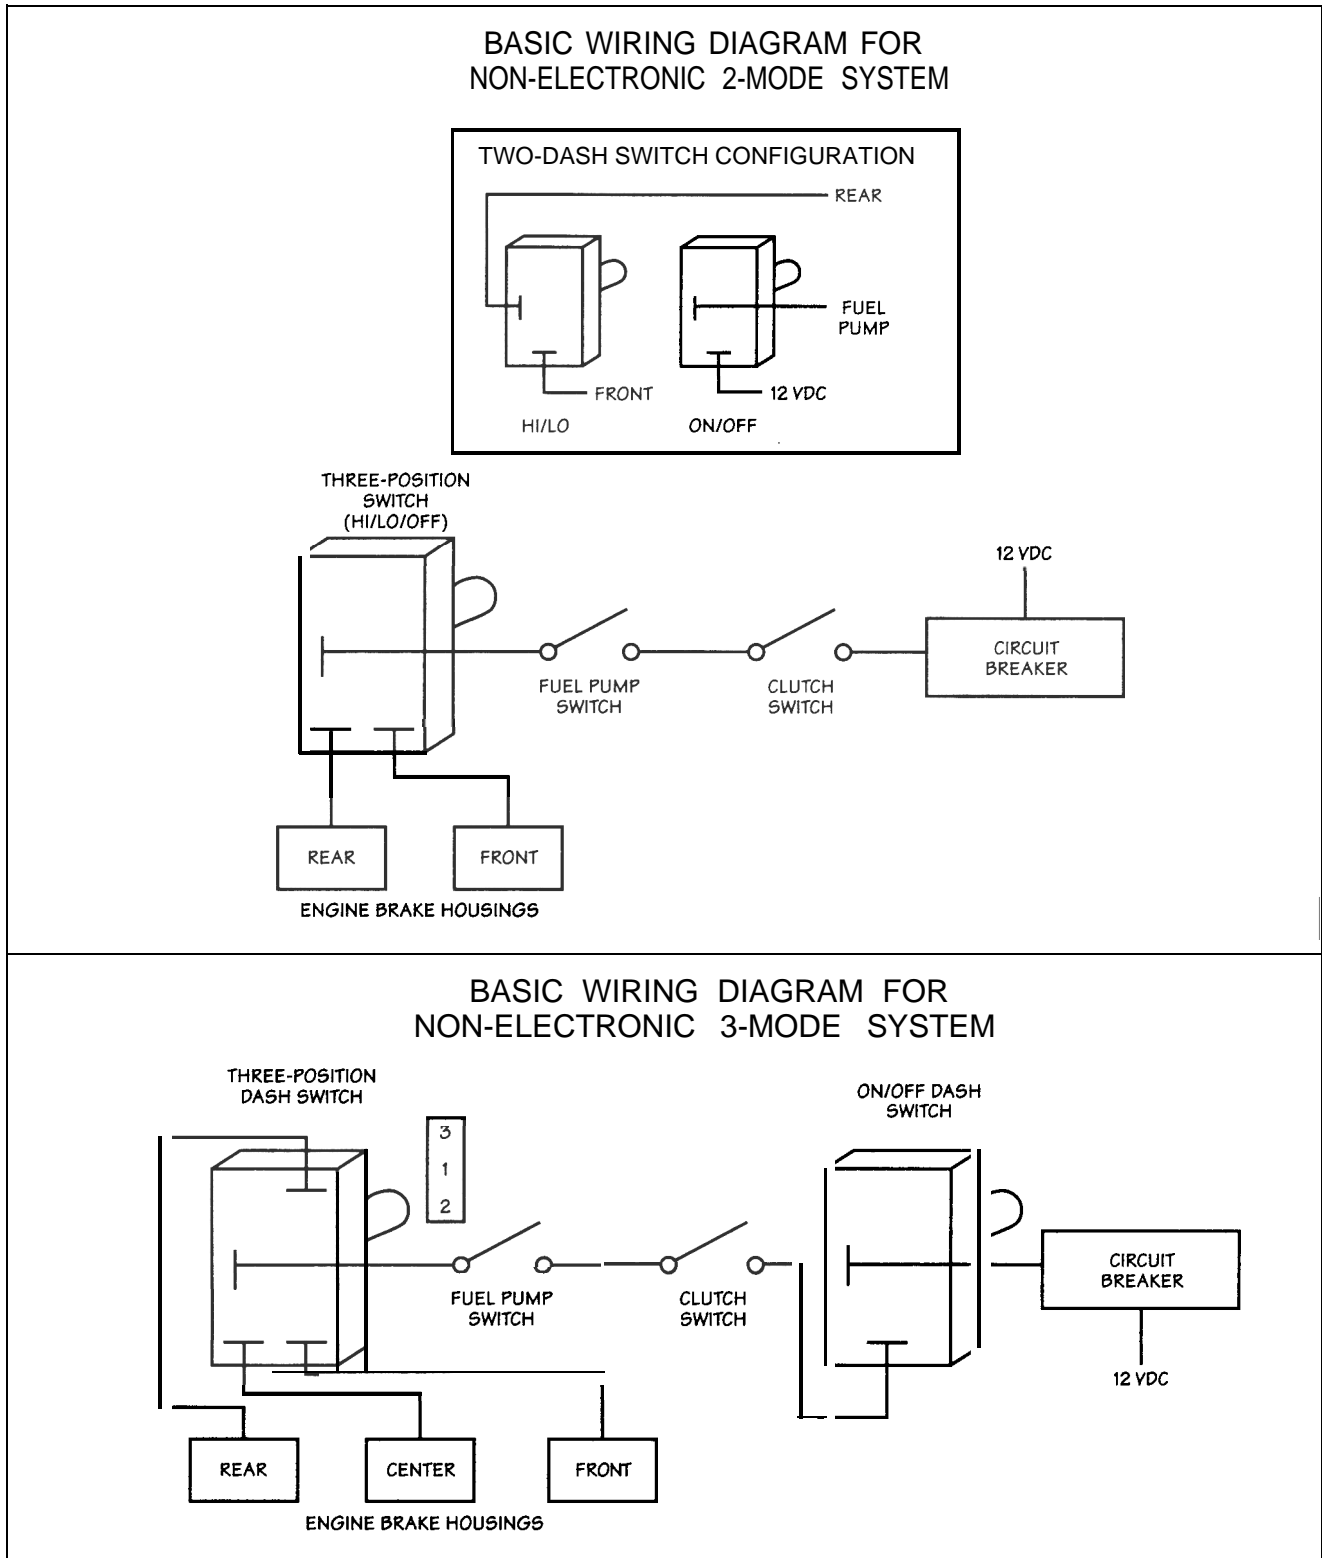 BASIC WIRING DIAGRAM FOR
NON-ELECTRONIC 2-MODE SYSTEM
TWO-DASH SWITCH CONFIGURATION
REAR
FUEL
PUMP
FRONT
12 VDC
HI/LO
ON/OFF
THREE-POSITION
SWITCH
(HI/LO/OFF)
12 VDC
CIRCUIT
BREAKER
FUEL PUMP
SWITCH
CLUTCH
SWITCH
REAR
FRONT
ENGINE BRAKE HOUSINGS
BASIC WIRING DIAGRAM FOR
NON-ELECTRONIC 3-MODE SYSTEM
THREE-POSITION
DASH SWITCH
ON/OFF DASH
SWITCH
3
1
2
CIRCUIT
BREAKER
FUEL PUMP
SWITCH
CLUTCH
SWITCH
12 VDC
REAR
CENTER
FRONT
ENGINE BRAKE HOUSINGS